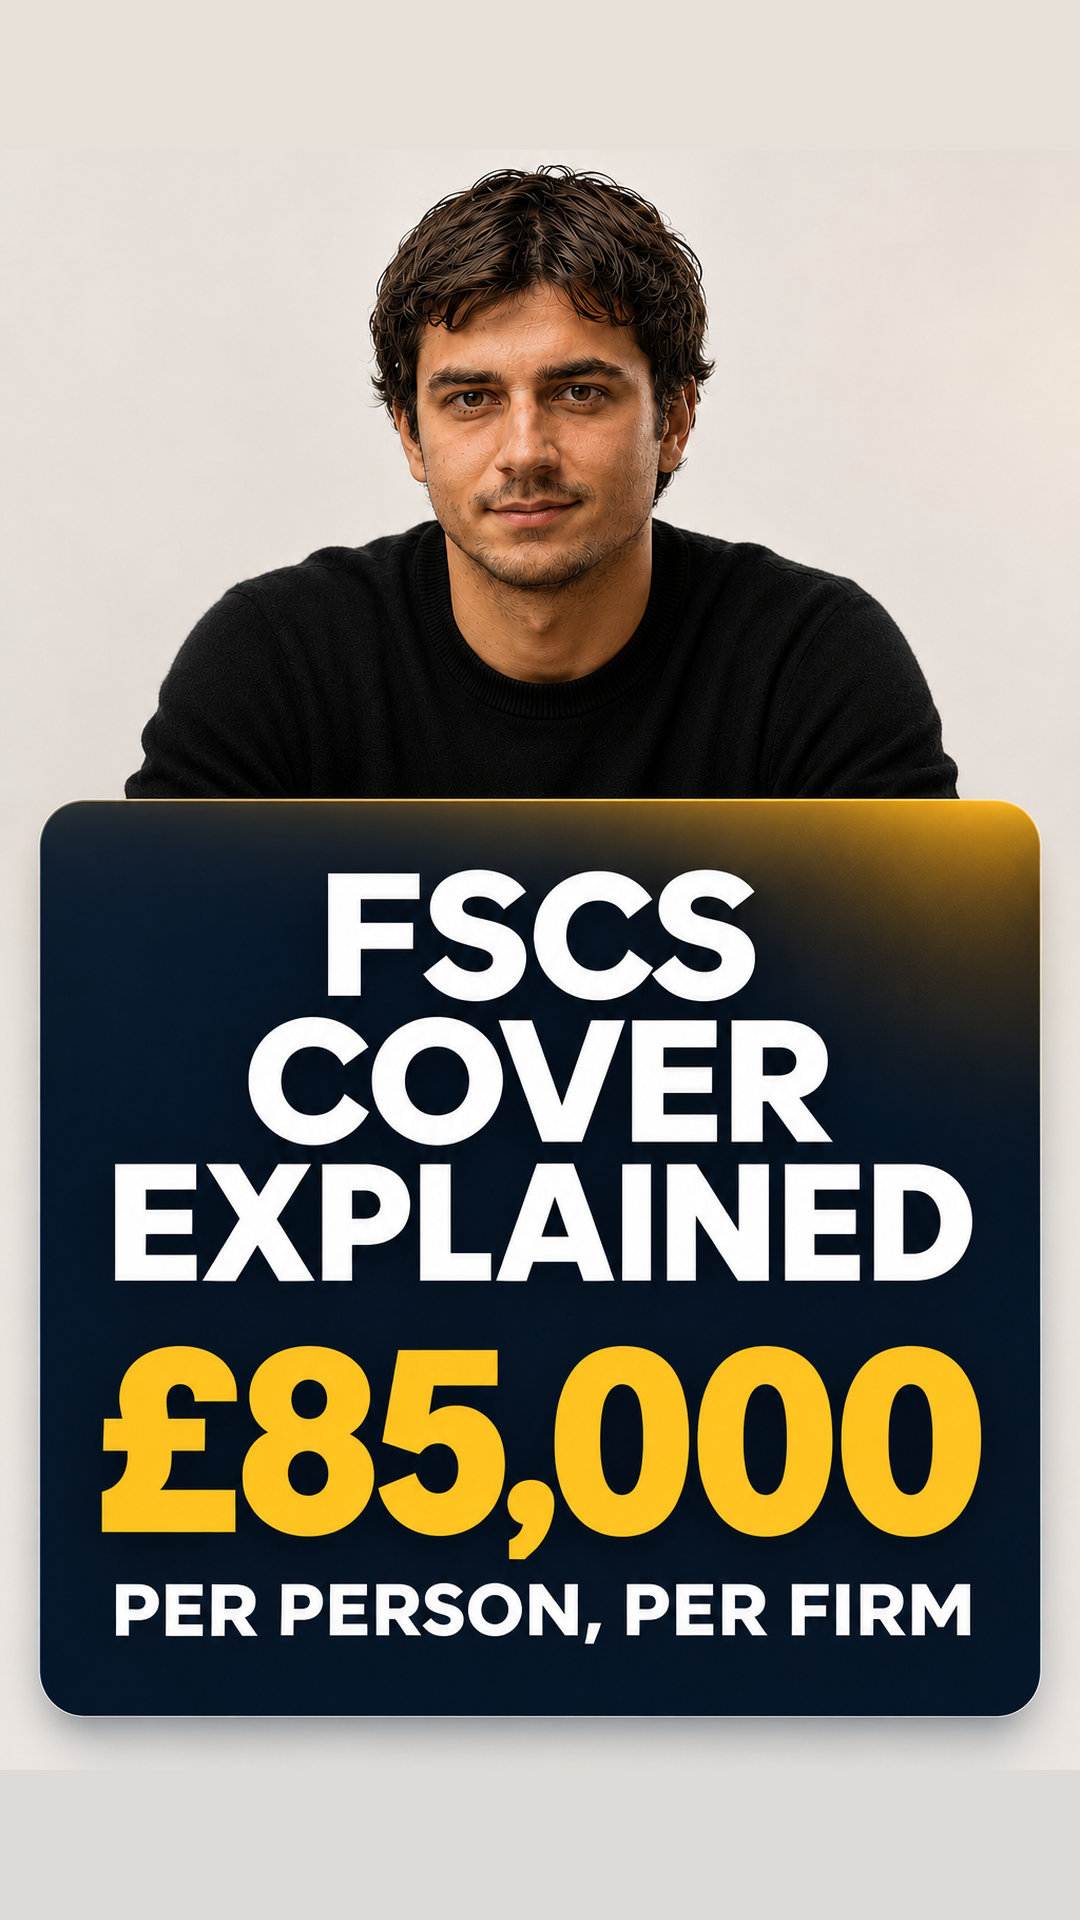 FSCS
COVER
EXPLAINED
£85,000
PER PERSON, PER FIRM